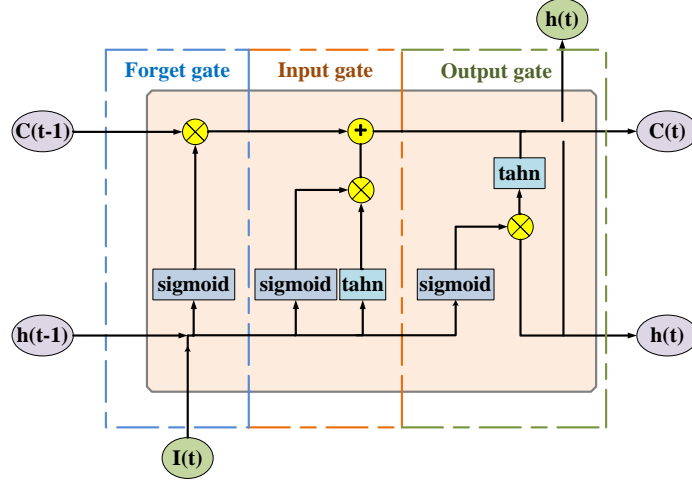 h(t)
Forget gate
Input gate
Output gate
C(t-1)
+
C(t)
tahn
sigmoid
sigmoid
tahn
sigmoid
h(t-1)
h(t)
I(t)